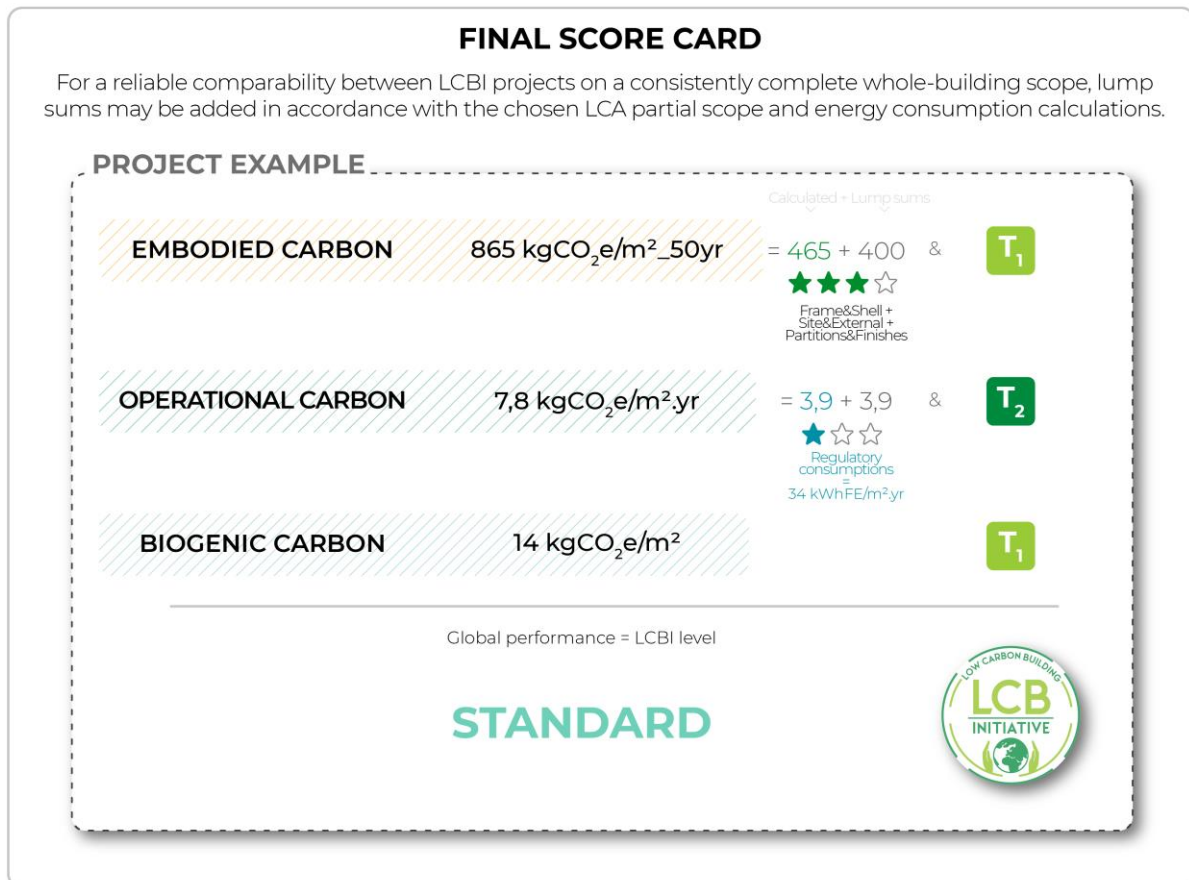 FINAL SCORE CARD
For a reliable comparability between LCBI projects on a consistently complete whole-building scope, lump
sums may be added in accordance with the chosen LCA partial scope and energy consumption calculations.
PROJECT EXAMPLE
Calculated + Lump sums
EMBODIED CARBON 865 kgCO₂e/m²_50yr = 465 + 400 & T₁
Frame&Shell +
Site&External +
Partitions&Finishes
OPERATIONAL CARBON 7,8 kgCO₂e/m².yr = 3,9 + 3,9 & T₂
Regulatory
consumptions
=
34 kWhFE/m².yr
BIOGENIC CARBON 14 kgCO₂e/m² T₁
Global performance = LCBI level
STANDARD
LOW CARBON BUILDING
LCB
INITIATIVE